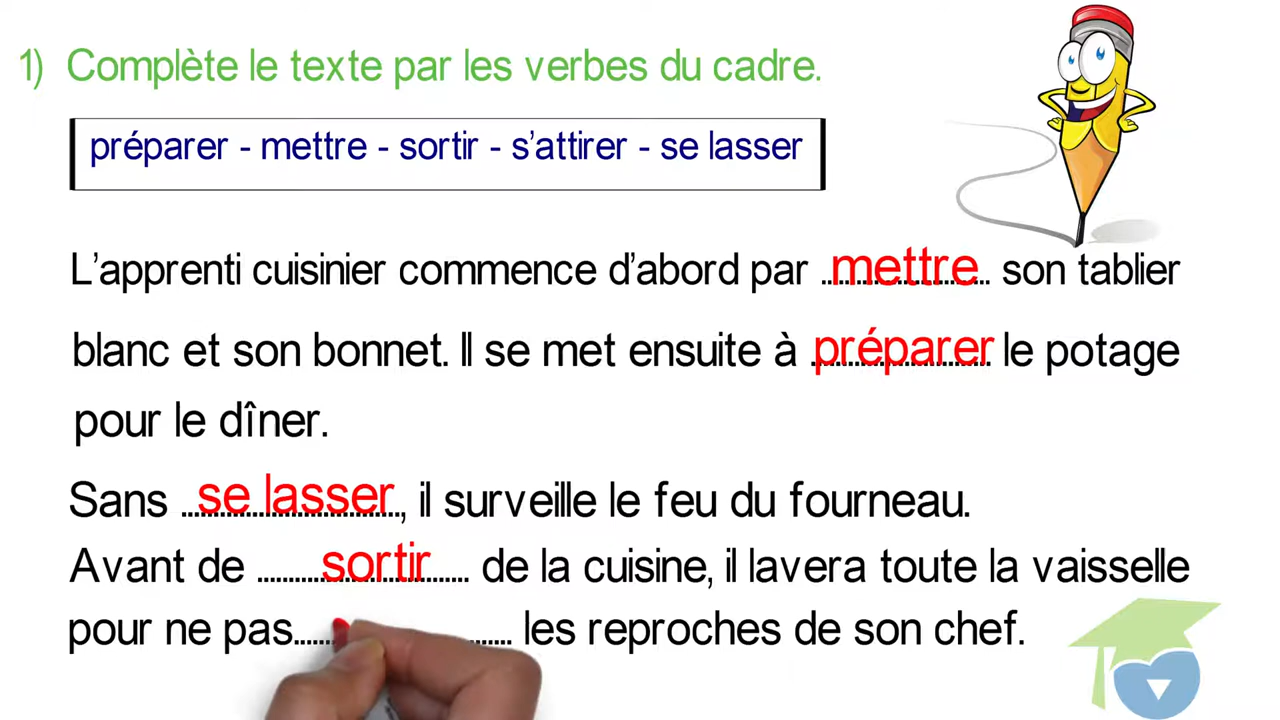 1) Complète le texte par les verbes du cadre.
préparer - mettre - sortir - s'attirer - se lasser
L'apprenti cuisinier commence d'abord par mettre son tablier
blanc et son bonnet. Il se met ensuite à préparer le potage
pour le dîner.
Sans se lasser, il surveille le feu du fourneau.
Avant de sortir de la cuisine, il lavera toute la vaisselle
pour ne pas................ les reproches de son chef.